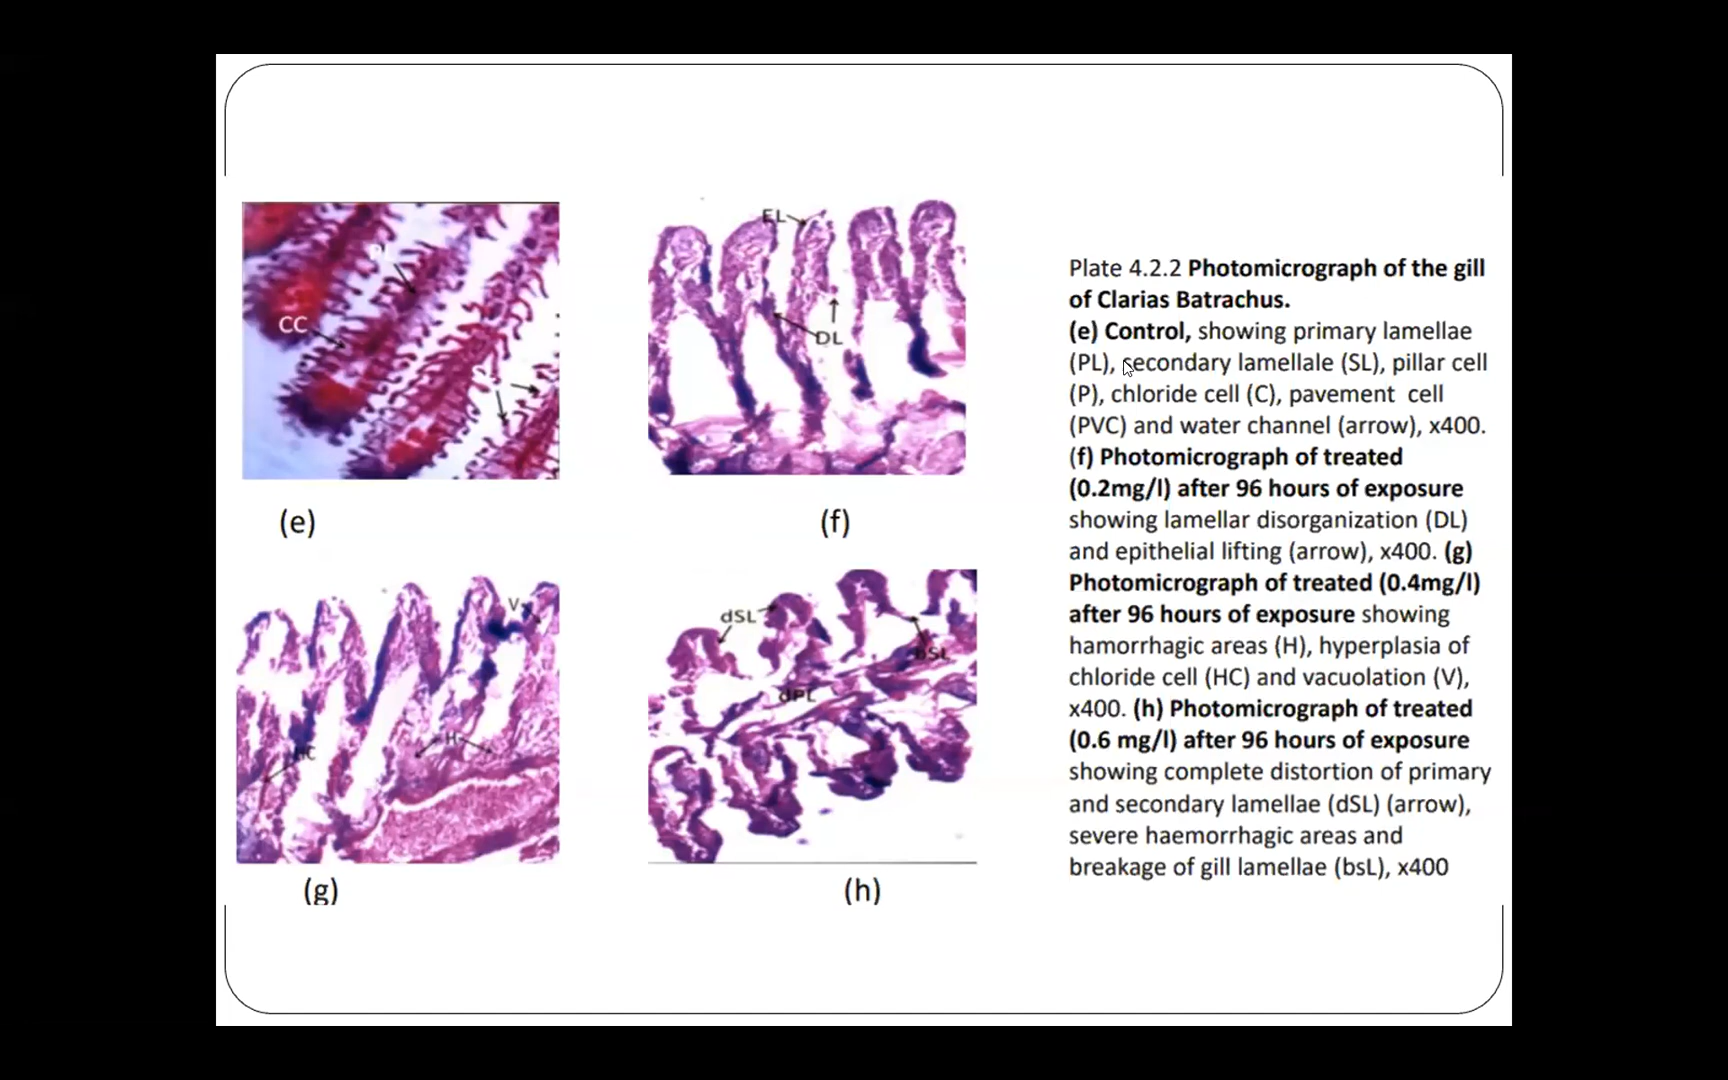 CC
(e)
EL
DL
(f)
V
HC
H
(g)
dSL
bSL
dPL
(h)
Plate 4.2.2 Photomicrograph of the gill
of Clarias Batrachus.
(e) Control, showing primary lamellae
(PL), secondary lamellale (SL), pillar cell
(P), chloride cell (C), pavement cell
(PVC) and water channel (arrow), x400.
(f) Photomicrograph of treated
(0.2mg/l) after 96 hours of exposure
showing lamellar disorganization (DL)
and epithelial lifting (arrow), x400. (g)
Photomicrograph of treated (0.4mg/l)
after 96 hours of exposure showing
hamorrhagic areas (H), hyperplasia of
chloride cell (HC) and vacuolation (V),
x400. (h) Photomicrograph of treated
(0.6 mg/l) after 96 hours of exposure
showing complete distortion of primary
and secondary lamellae (dSL) (arrow),
severe haemorrhagic areas and
breakage of gill lamellae (bsL), x400